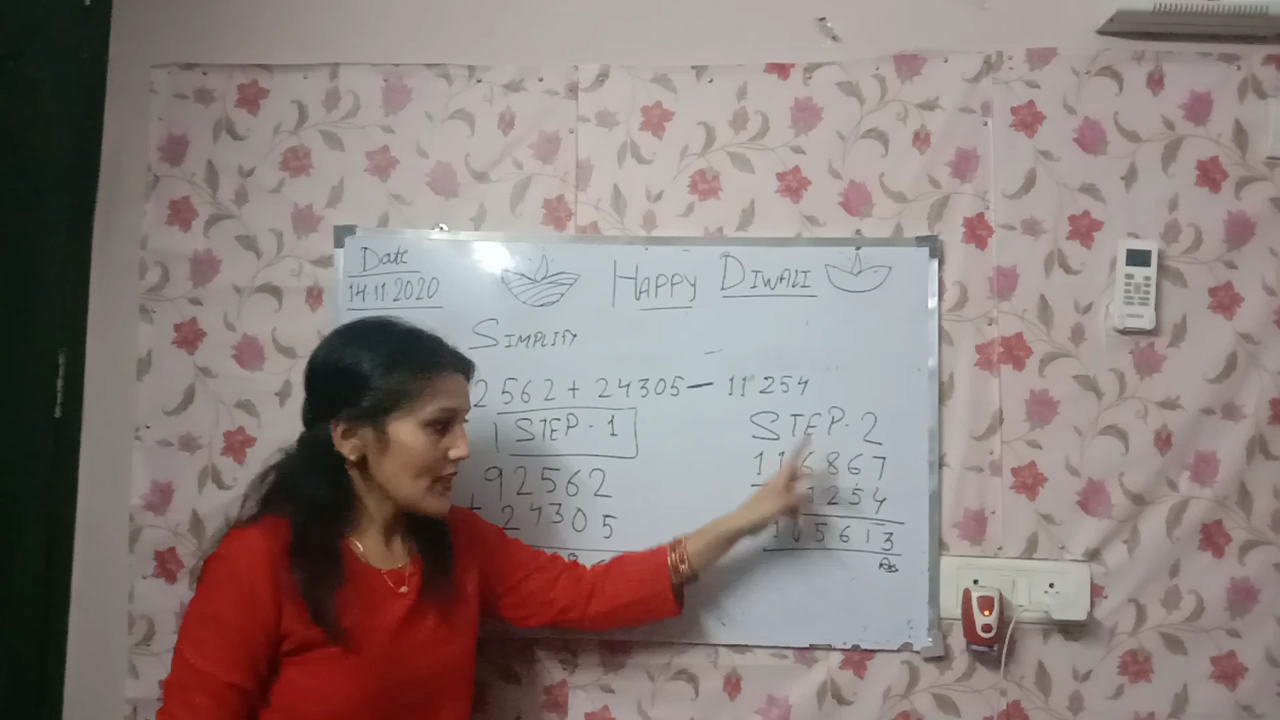 Date
14.11.2020
HAPPY DIWALI
SIMPLIFY
2562 + 24305 — 11254
STEP-1
92562
+ 24305
STEP-2
116867
1254
105613
Ans